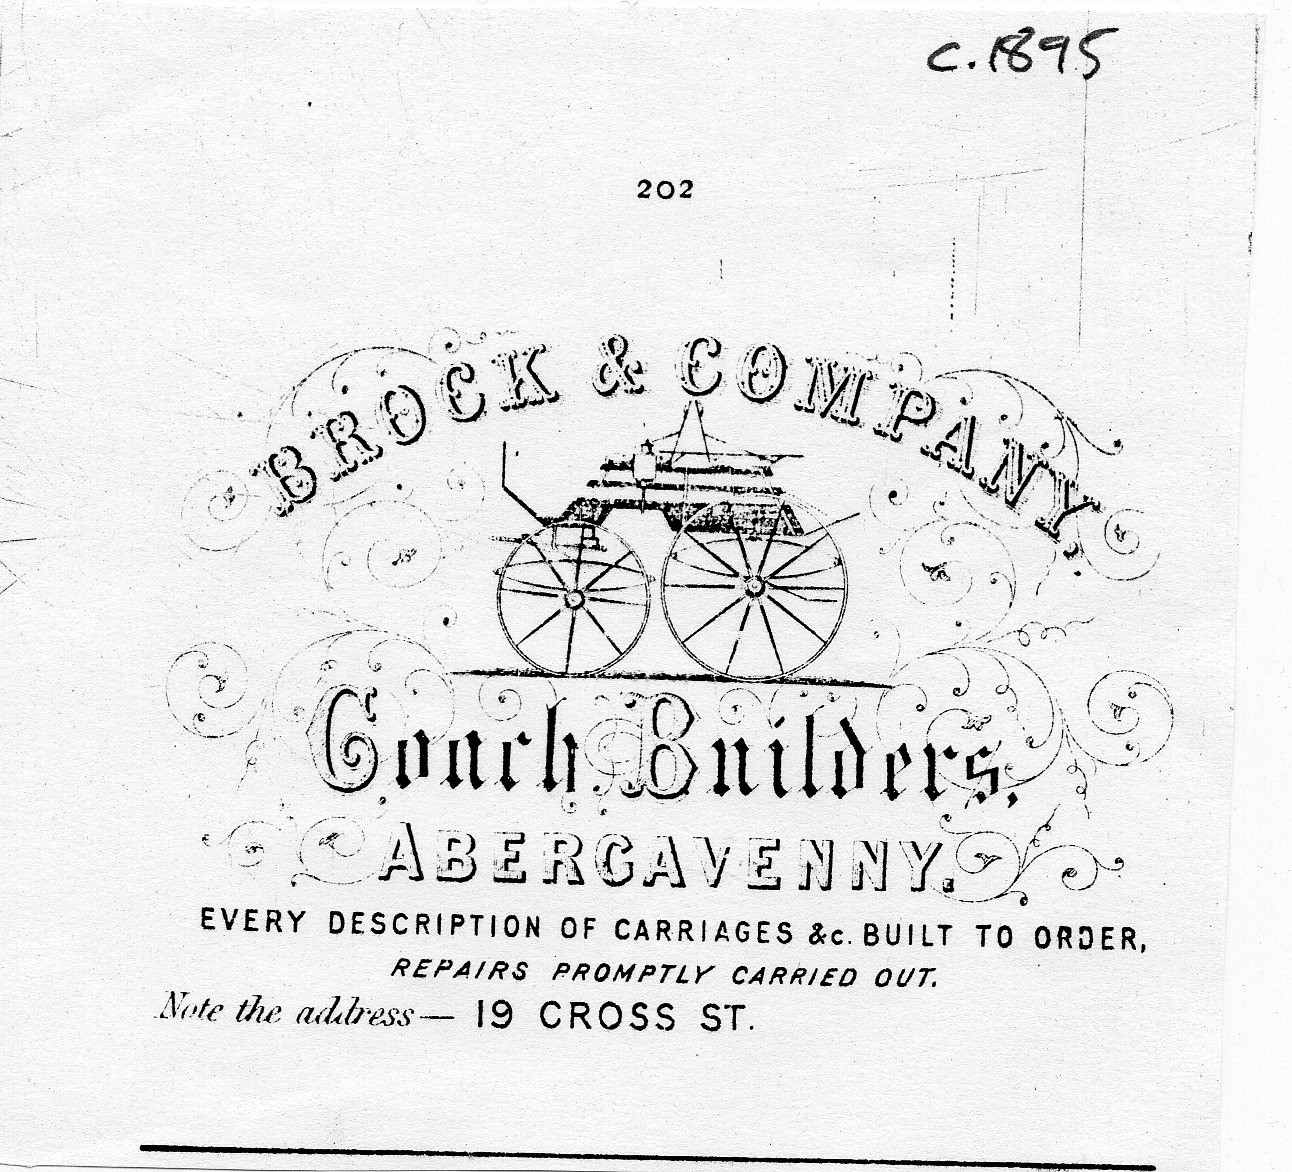 c.1895
202
BROCK & COMPANY,
Coach Builders,
ABERGAVENNY.
EVERY DESCRIPTION OF CARRIAGES &c. BUILT TO ORDER,
REPAIRS PROMPTLY CARRIED OUT.
Note the address— 19 CROSS ST.